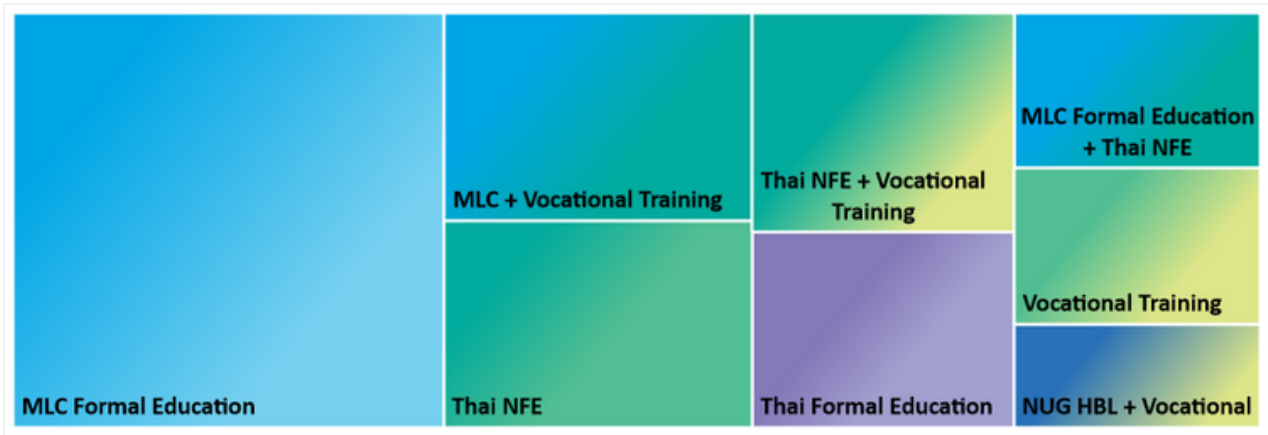 MLC Formal Education
MLC + Vocational Training
Thai NFE
Thai NFE + Vocational
Training
Thai Formal Education
MLC Formal Education
+ Thai NFE
Vocational Training
NUG HBL + Vocational